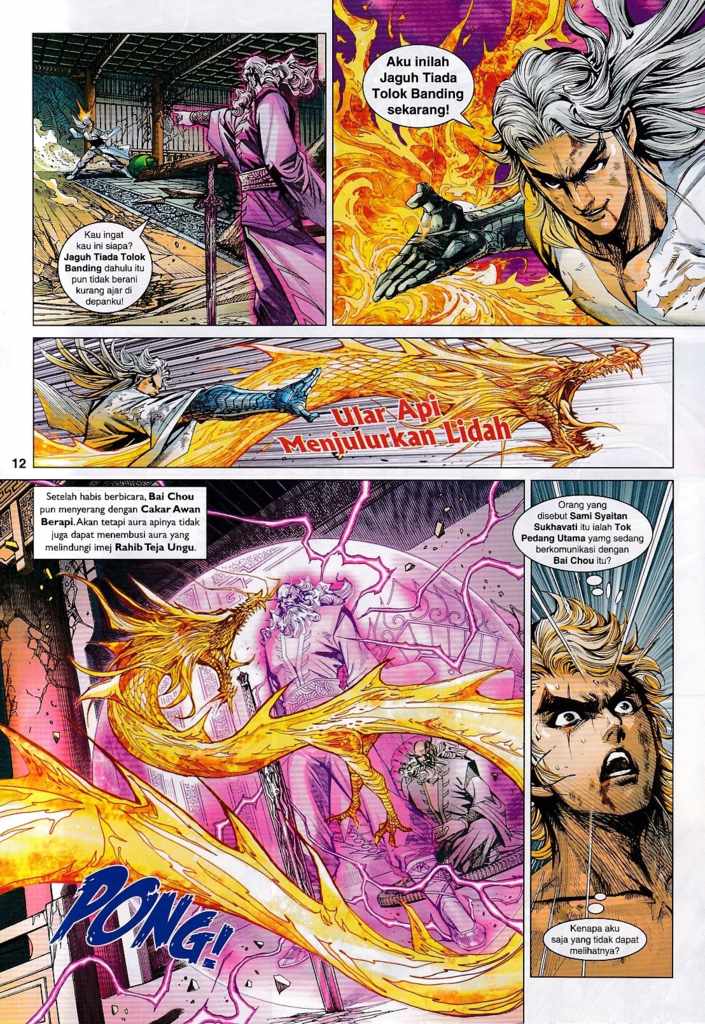 Kau ingat
kau ini siapa?
Jaguh Tiada Tolok
Banding dahulu itu
pun tidak berani
kurang ajar di
depanku!
Aku inilah
Jaguh Tiada
Tolok Banding
sekarang!
Ular Api
Menjulurkan Lidah
12
Setelah habis berbicara, Bai Chou
pun menyerang dengan Cakar Awan
Berapi. Akan tetapi aura apinya tidak
juga dapat menembusi aura yang
melindungi imej Rahib Teja Ungu.
PONG!
Orang yang
disebut Sami Syaitan
Sukhavati itu ialah Tok
Pedang Utama yamg sedang
berkomunikasi dengan
Bai Chou itu?
Kenapa aku
saja yang tidak dapat
melihatnya?